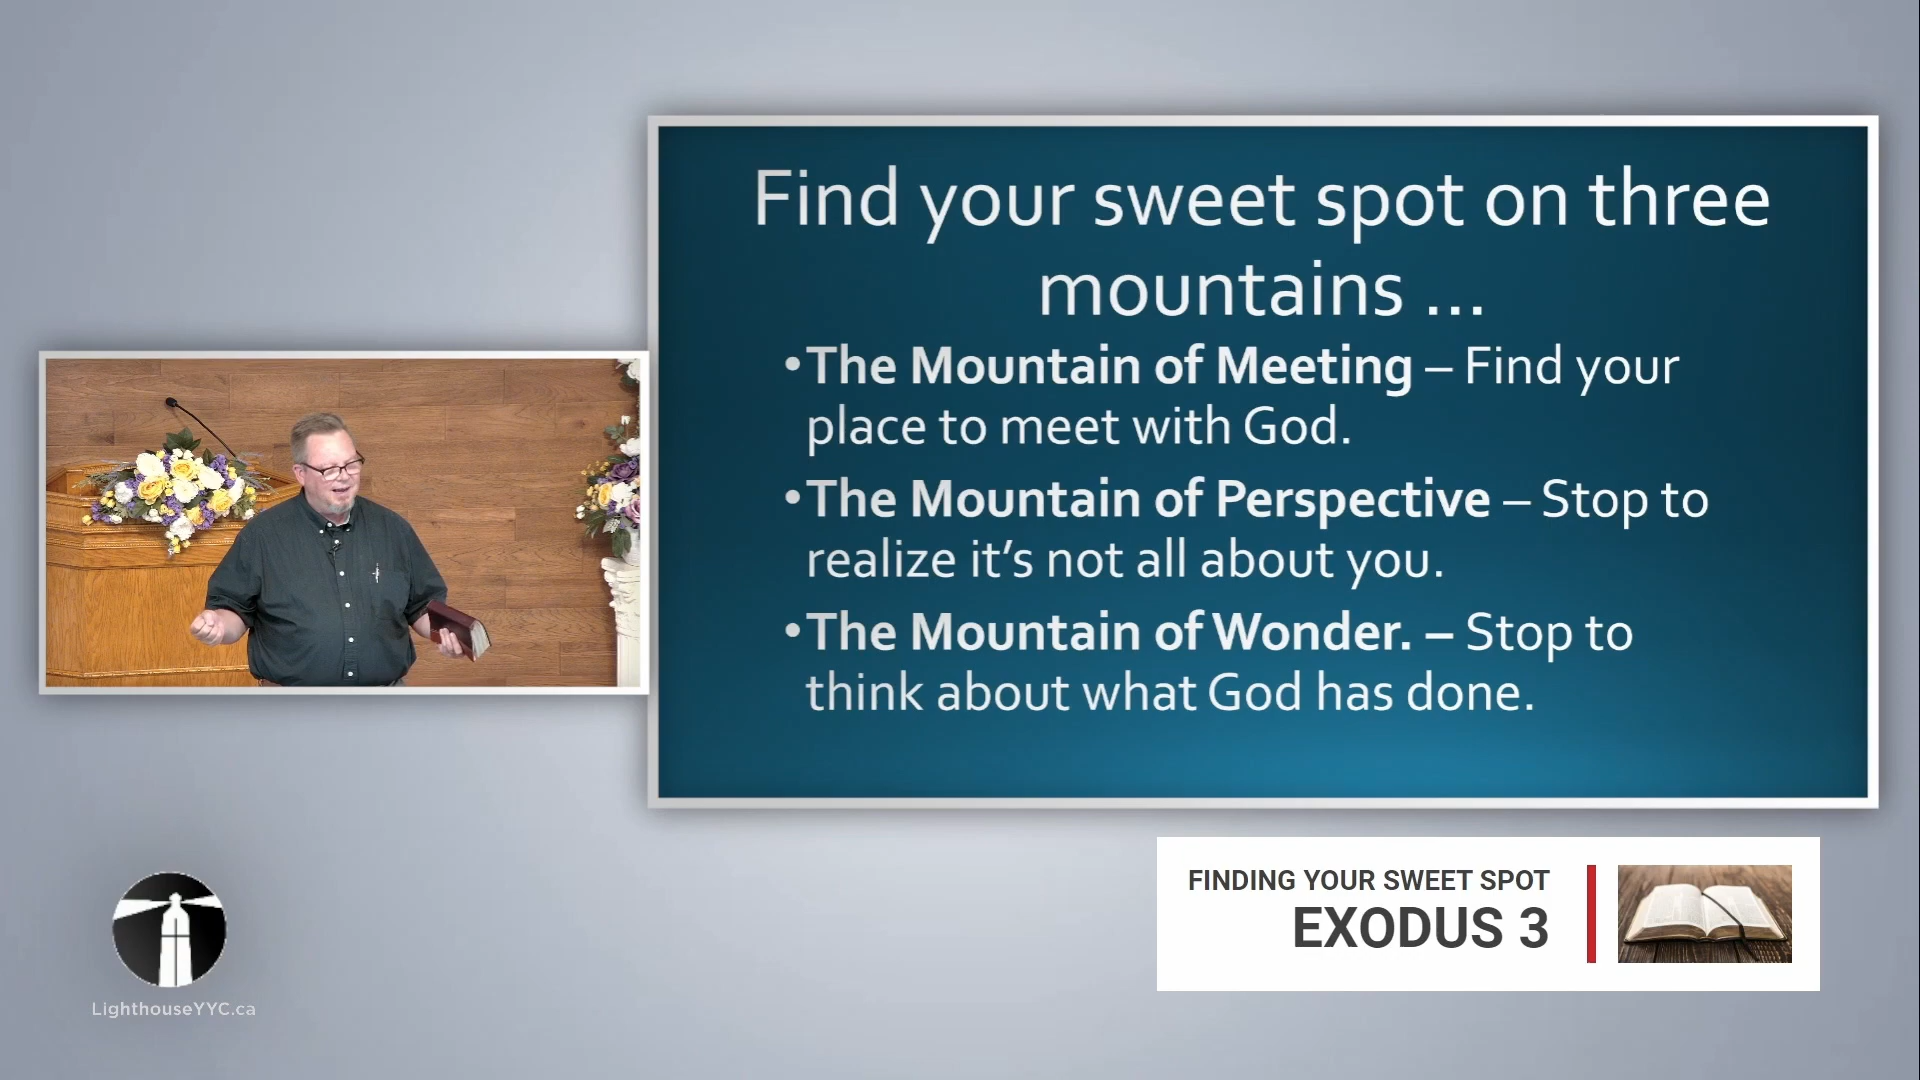 Find your sweet spot on three
mountains ...
•The Mountain of Meeting – Find your
place to meet with God.
•The Mountain of Perspective – Stop to
realize it's not all about you.
•The Mountain of Wonder. – Stop to
think about what God has done.
FINDING YOUR SWEET SPOT
EXODUS 3
LighthouseYYC.ca